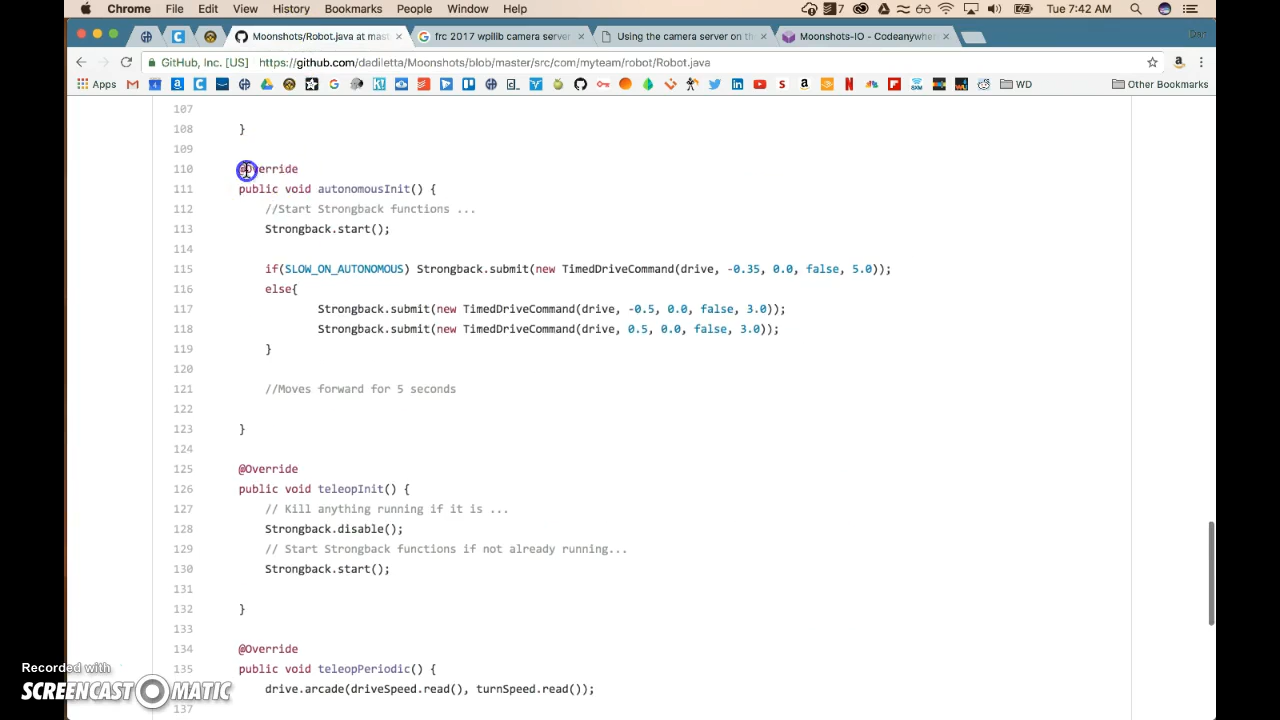 Chrome File Edit View History Bookmarks People Window Help 7 Tue 7:42 AM
Moonshots/Robot.java at mast frc 2017 wpilib camera server Using the camera server on th Moonshots-IO - Codeanywher Dan
GitHub, Inc. [US] https://github.com/dadiletta/Moonshots/blob/master/src/com/myteam/robot/Robot.java
Apps WD Other Bookmarks
107
108 }
109
110 @Override
111 public void autonomousInit() {
112 //Start Strongback functions ...
113 Strongback.start();
114
115 if(SLOW_ON_AUTONOMOUS) Strongback.submit(new TimedDriveCommand(drive, -0.35, 0.0, false, 5.0));
116 else{
117 Strongback.submit(new TimedDriveCommand(drive, -0.5, 0.0, false, 3.0));
118 Strongback.submit(new TimedDriveCommand(drive, 0.5, 0.0, false, 3.0));
119 }
120
121 //Moves forward for 5 seconds
122
123 }
124
125 @Override
126 public void teleopInit() {
127 // Kill anything running if it is ...
128 Strongback.disable();
129 // Start Strongback functions if not already running...
130 Strongback.start();
131
132 }
133
134 @Override
135 public void teleopPeriodic() {
136 drive.arcade(driveSpeed.read(), turnSpeed.read());
137
Recorded with
SCREENCAST MATIC